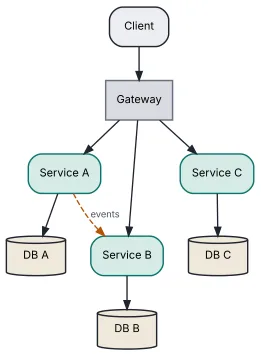 Client
Gateway
Service A
Service C
events
DB A
Service B
DB C
DB B